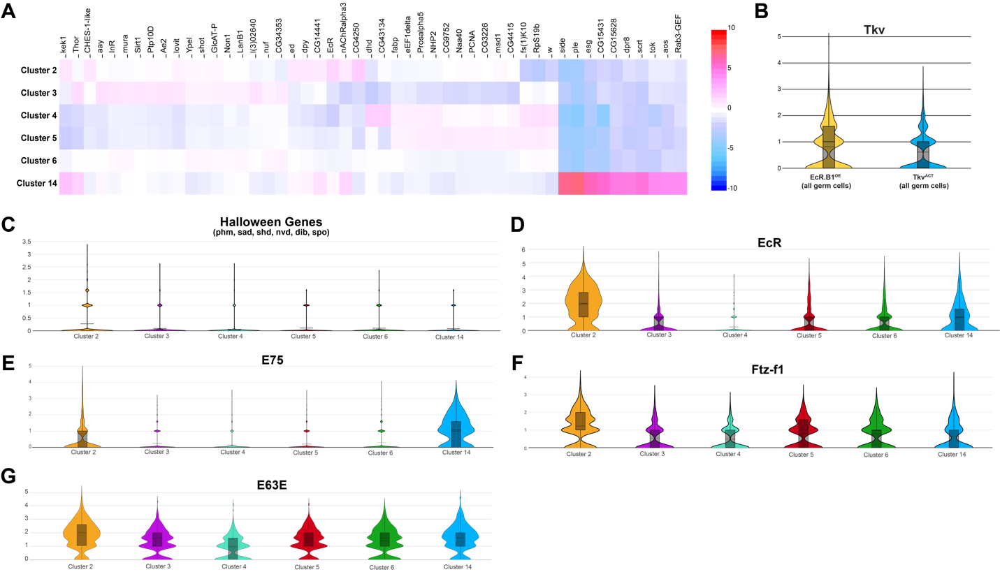 A
kek1
Thor
CHES-1-like
aay
InR
mura
Sirt1
Ptp10D
Ae2
lovit
Ypel
shot
GlcAT-P
Non1
LanB1
l(3)02640
nuf
CG34353
ed
dpy
CG14441
EcR
nAChRalpha3
CG4250
dhd
CG43134
fabp
eEF1delta
Prosalpha5
NHP2
CG9752
Naa40
PCNA
CG3226
msd1
CG4415
fs(1)K10
RpS19b
w
side
ple
esg
CG15431
CG15628
dpr8
scrt
tok
aos
Rab3-GEF
Cluster 2
Cluster 3
Cluster 4
Cluster 5
Cluster 6
Cluster 14
10
5
0
-5
-10
B
Tkv
5
4
3
2
1
0
EcR.B1OE
(all germ cells)
TkvACT
(all germ cells)
C
Halloween Genes
(phm, sad, shd, nvd, dib, spo)
3.5
3
2.5
2
1.5
1
0.5
0
Cluster 2
Cluster 3
Cluster 4
Cluster 5
Cluster 6
Cluster 14
D
EcR
6
5
4
3
2
1
0
Cluster 2
Cluster 3
Cluster 4
Cluster 5
Cluster 6
Cluster 14
E
E75
5
4
3
2
1
0
Cluster 2
Cluster 3
Cluster 4
Cluster 5
Cluster 6
Cluster 14
F
Ftz-f1
4
3
2
1
0
Cluster 2
Cluster 3
Cluster 4
Cluster 5
Cluster 6
Cluster 14
G
E63E
5
4
3
2
1
0
Cluster 2
Cluster 3
Cluster 4
Cluster 5
Cluster 6
Cluster 14